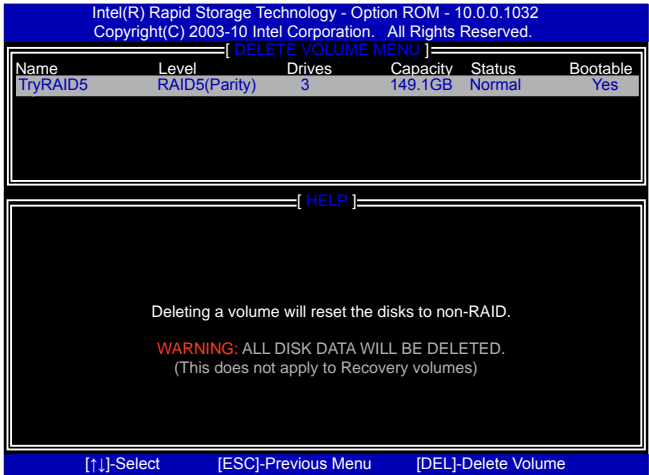 Intel(R) Rapid Storage Technology - Option ROM - 10.0.0.1032
Copyright(C) 2003-10 Intel Corporation. All Rights Reserved.
[ DELETE VOLUME MENU ]
Name Level Drives Capacity Status Bootable
TryRAID5 RAID5(Parity) 3 149.1GB Normal Yes
[ HELP ]
Deleting a volume will reset the disks to non-RAID.
WARNING: ALL DISK DATA WILL BE DELETED.
(This does not apply to Recovery volumes)
[↑↓]-Select [ESC]-Previous Menu [DEL]-Delete Volume